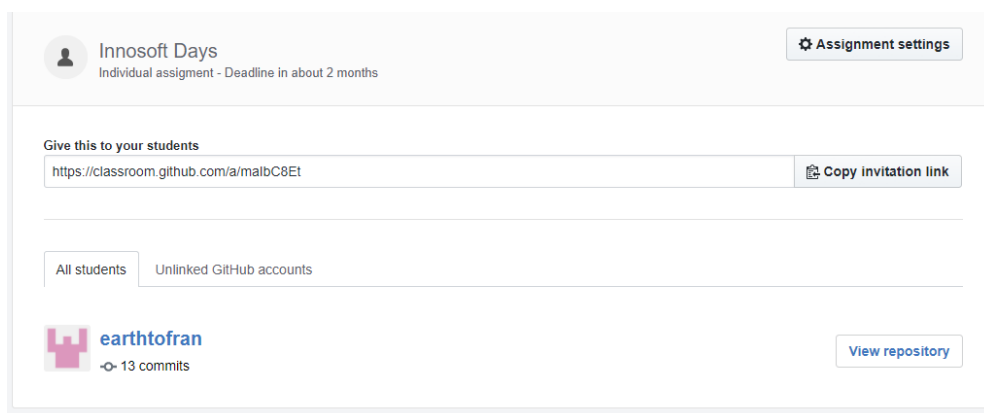 Innosoft Days
Assignment settings
Individual assigment - Deadline in about 2 months
Give this to your students
https://classroom.github.com/a/malbC8Et
Copy invitation link
All students
Unlinked GitHub accounts
earthtofran
13 commits
View repository